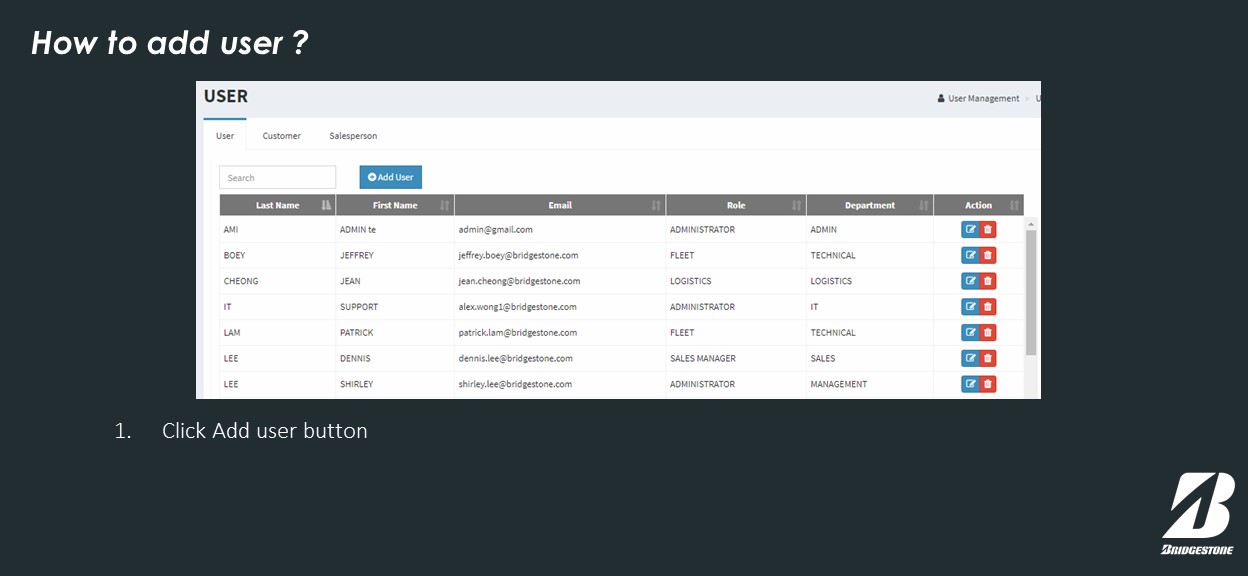 How to add user ?
USER
User Management > U
User Customer Salesperson
Search Add User
Last Name First Name Email Role Department Action
AMI ADMIN te admin@gmail.com ADMINISTRATOR ADMIN
BOEY JEFFREY jeffrey.boey@bridgestone.com FLEET TECHNICAL
CHEONG JEAN jean.cheong@bridgestone.com LOGISTICS LOGISTICS
IT SUPPORT alex.wong1@bridgestone.com ADMINISTRATOR IT
LAM PATRICK patrick.lam@bridgestone.com FLEET TECHNICAL
LEE DENNIS dennis.lee@bridgestone.com SALES MANAGER SALES
LEE SHIRLEY shirley.lee@bridgestone.com ADMINISTRATOR MANAGEMENT
1. Click Add user button
B
BRIDGESTONE